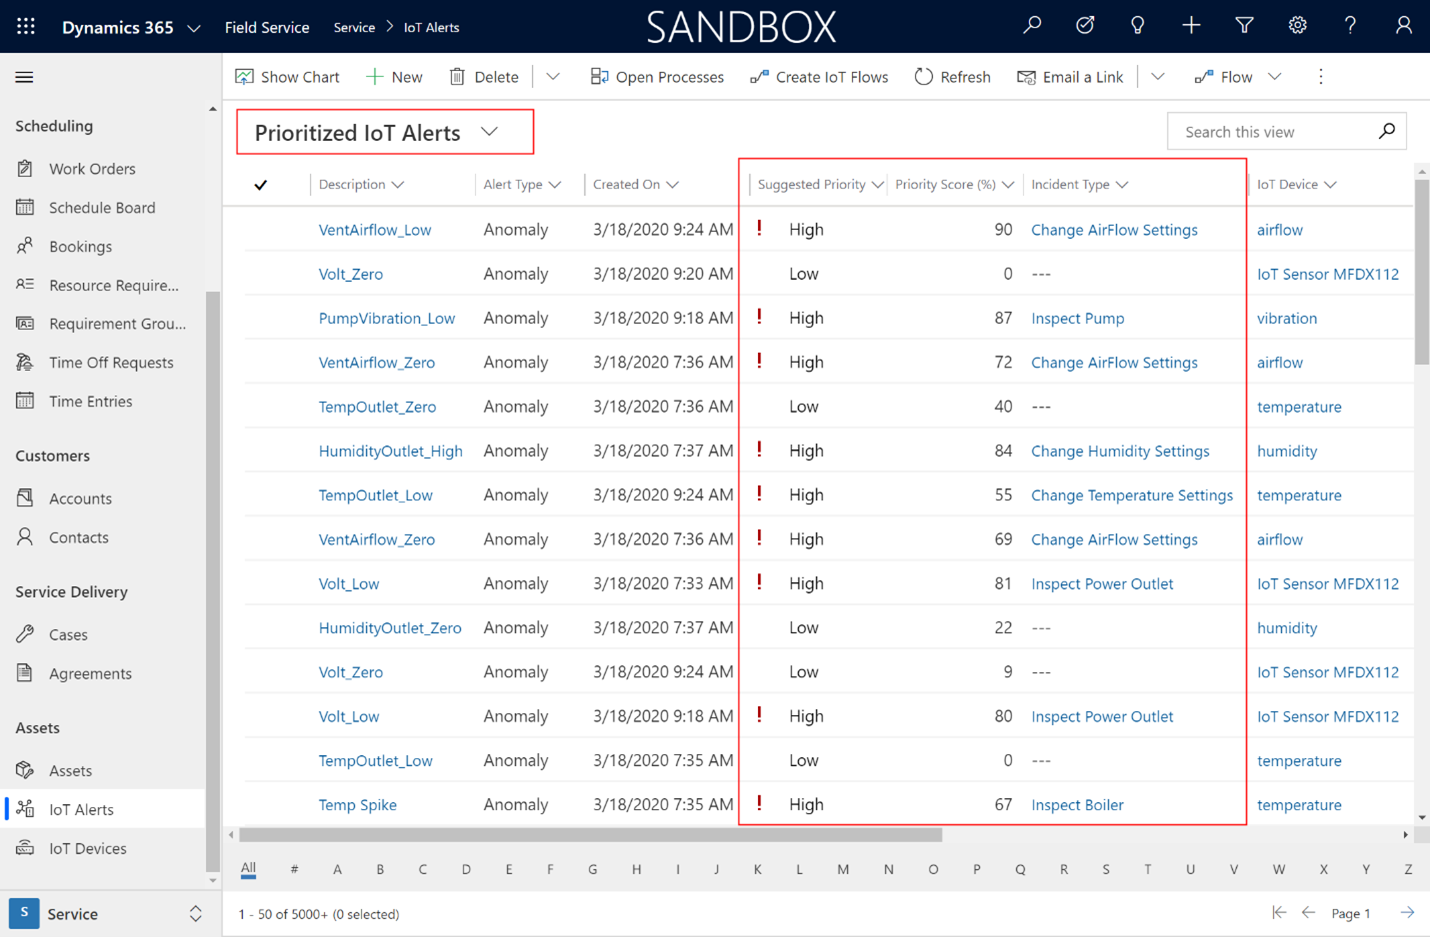 Dynamics 365 Field Service Service > IoT Alerts SANDBOX ?
Show Chart New Delete Open Processes Create IoT Flows Refresh Email a Link Flow
Scheduling
Work Orders
Schedule Board
Bookings
Resource Require...
Requirement Grou...
Time Off Requests
Time Entries
Customers
Accounts
Contacts
Service Delivery
Cases
Agreements
Assets
Assets
IoT Alerts
IoT Devices
S Service
Prioritized IoT Alerts
Search this view
Description Alert Type Created On Suggested Priority Priority Score (%) Incident Type IoT Device
VentAirflow_Low Anomaly 3/18/2020 9:24 AM ! High 90 Change AirFlow Settings airflow
Volt_Zero Anomaly 3/18/2020 9:20 AM Low 0 --- IoT Sensor MFDX112
PumpVibration_Low Anomaly 3/18/2020 9:18 AM ! High 87 Inspect Pump vibration
VentAirflow_Zero Anomaly 3/18/2020 7:36 AM ! High 72 Change AirFlow Settings airflow
TempOutlet_Zero Anomaly 3/18/2020 7:36 AM Low 40 --- temperature
HumidityOutlet_High Anomaly 3/18/2020 7:37 AM ! High 84 Change Humidity Settings humidity
TempOutlet_Low Anomaly 3/18/2020 9:24 AM ! High 55 Change Temperature Settings temperature
VentAirflow_Zero Anomaly 3/18/2020 7:36 AM ! High 69 Change AirFlow Settings airflow
Volt_Low Anomaly 3/18/2020 7:33 AM ! High 81 Inspect Power Outlet IoT Sensor MFDX112
HumidityOutlet_Zero Anomaly 3/18/2020 7:37 AM Low 22 --- humidity
Volt_Zero Anomaly 3/18/2020 9:24 AM Low 9 --- IoT Sensor MFDX112
Volt_Low Anomaly 3/18/2020 9:18 AM ! High 80 Inspect Power Outlet IoT Sensor MFDX112
TempOutlet_Low Anomaly 3/18/2020 7:35 AM Low 0 --- temperature
Temp Spike Anomaly 3/18/2020 7:35 AM ! High 67 Inspect Boiler temperature
All # A B C D E F G H I J K L M N O P Q R S T U V W X Y Z
1 - 50 of 5000+ (0 selected) Page 1